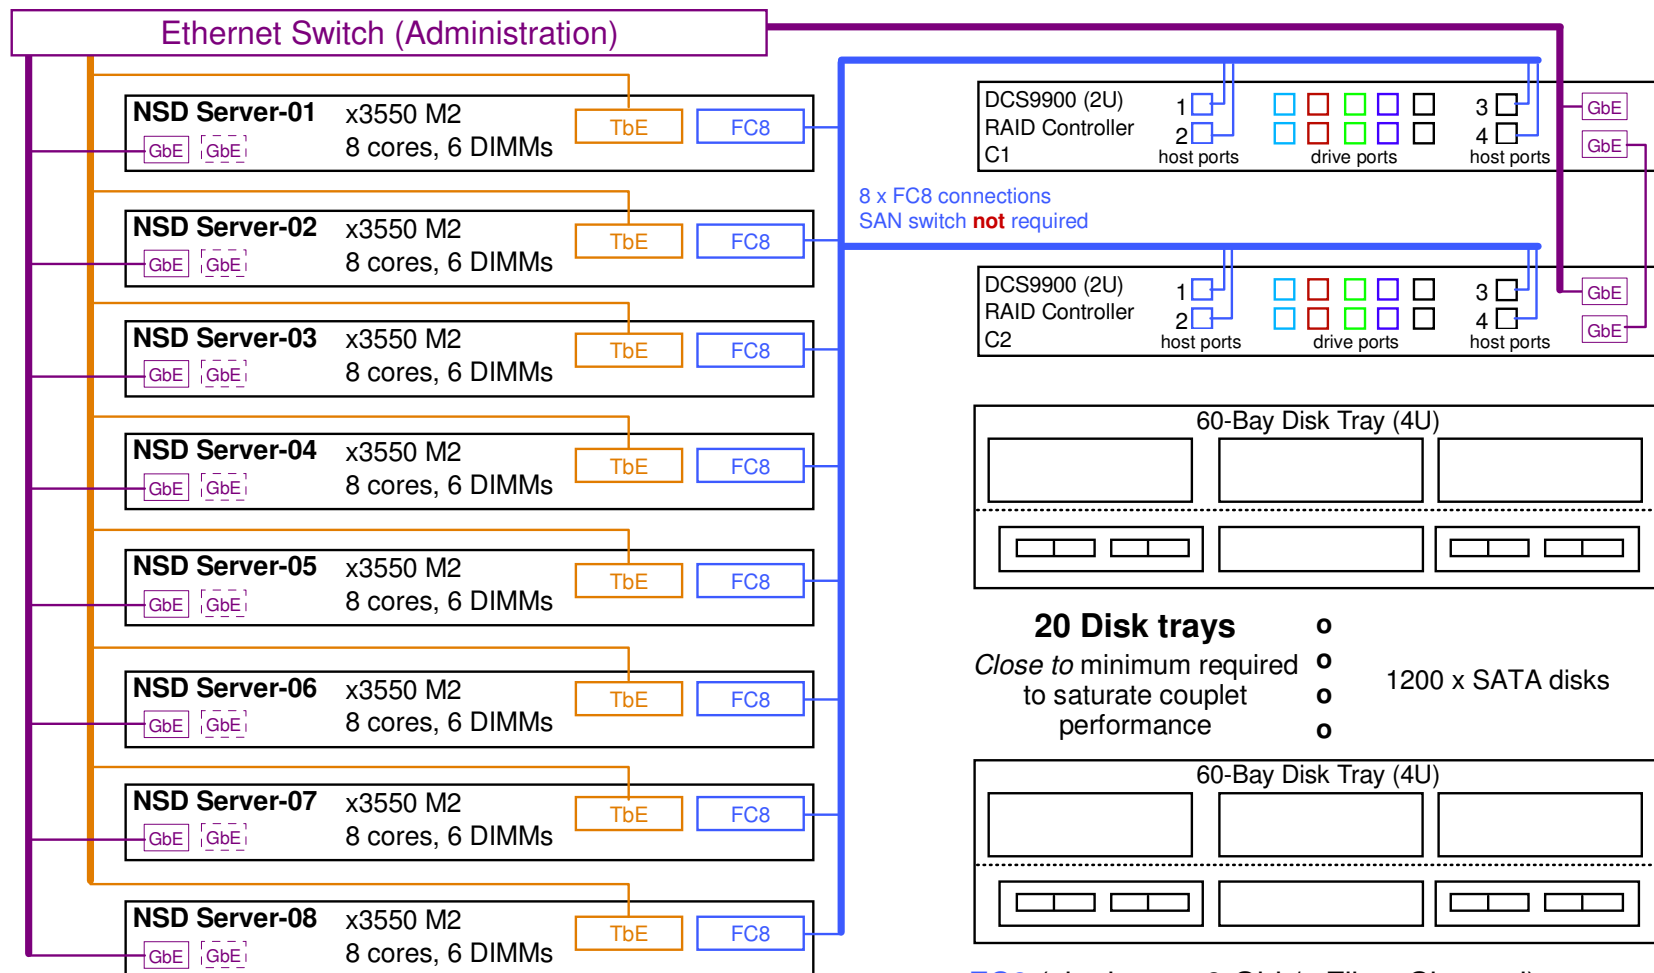 Ethernet Switch (Administration)
NSD Server-01 x3550 M2
8 cores, 6 DIMMs
GbE GbE TbE FC8
NSD Server-02 x3550 M2
8 cores, 6 DIMMs
GbE GbE TbE FC8
NSD Server-03 x3550 M2
8 cores, 6 DIMMs
GbE GbE TbE FC8
NSD Server-04 x3550 M2
8 cores, 6 DIMMs
GbE GbE TbE FC8
NSD Server-05 x3550 M2
8 cores, 6 DIMMs
GbE GbE TbE FC8
NSD Server-06 x3550 M2
8 cores, 6 DIMMs
GbE GbE TbE FC8
NSD Server-07 x3550 M2
8 cores, 6 DIMMs
GbE GbE TbE FC8
NSD Server-08 x3550 M2
8 cores, 6 DIMMs
GbE GbE TbE FC8
DCS9900 (2U)
RAID Controller
C1
1 3
2 4
host ports drive ports host ports
GbE
GbE
8 x FC8 connections
SAN switch not required
DCS9900 (2U)
RAID Controller
C2
1 3
2 4
host ports drive ports host ports
GbE
GbE
60-Bay Disk Tray (4U)
20 Disk trays
Close to minimum required
to saturate couplet
performance
o
o
o
o
1200 x SATA disks
60-Bay Disk Tray (4U)